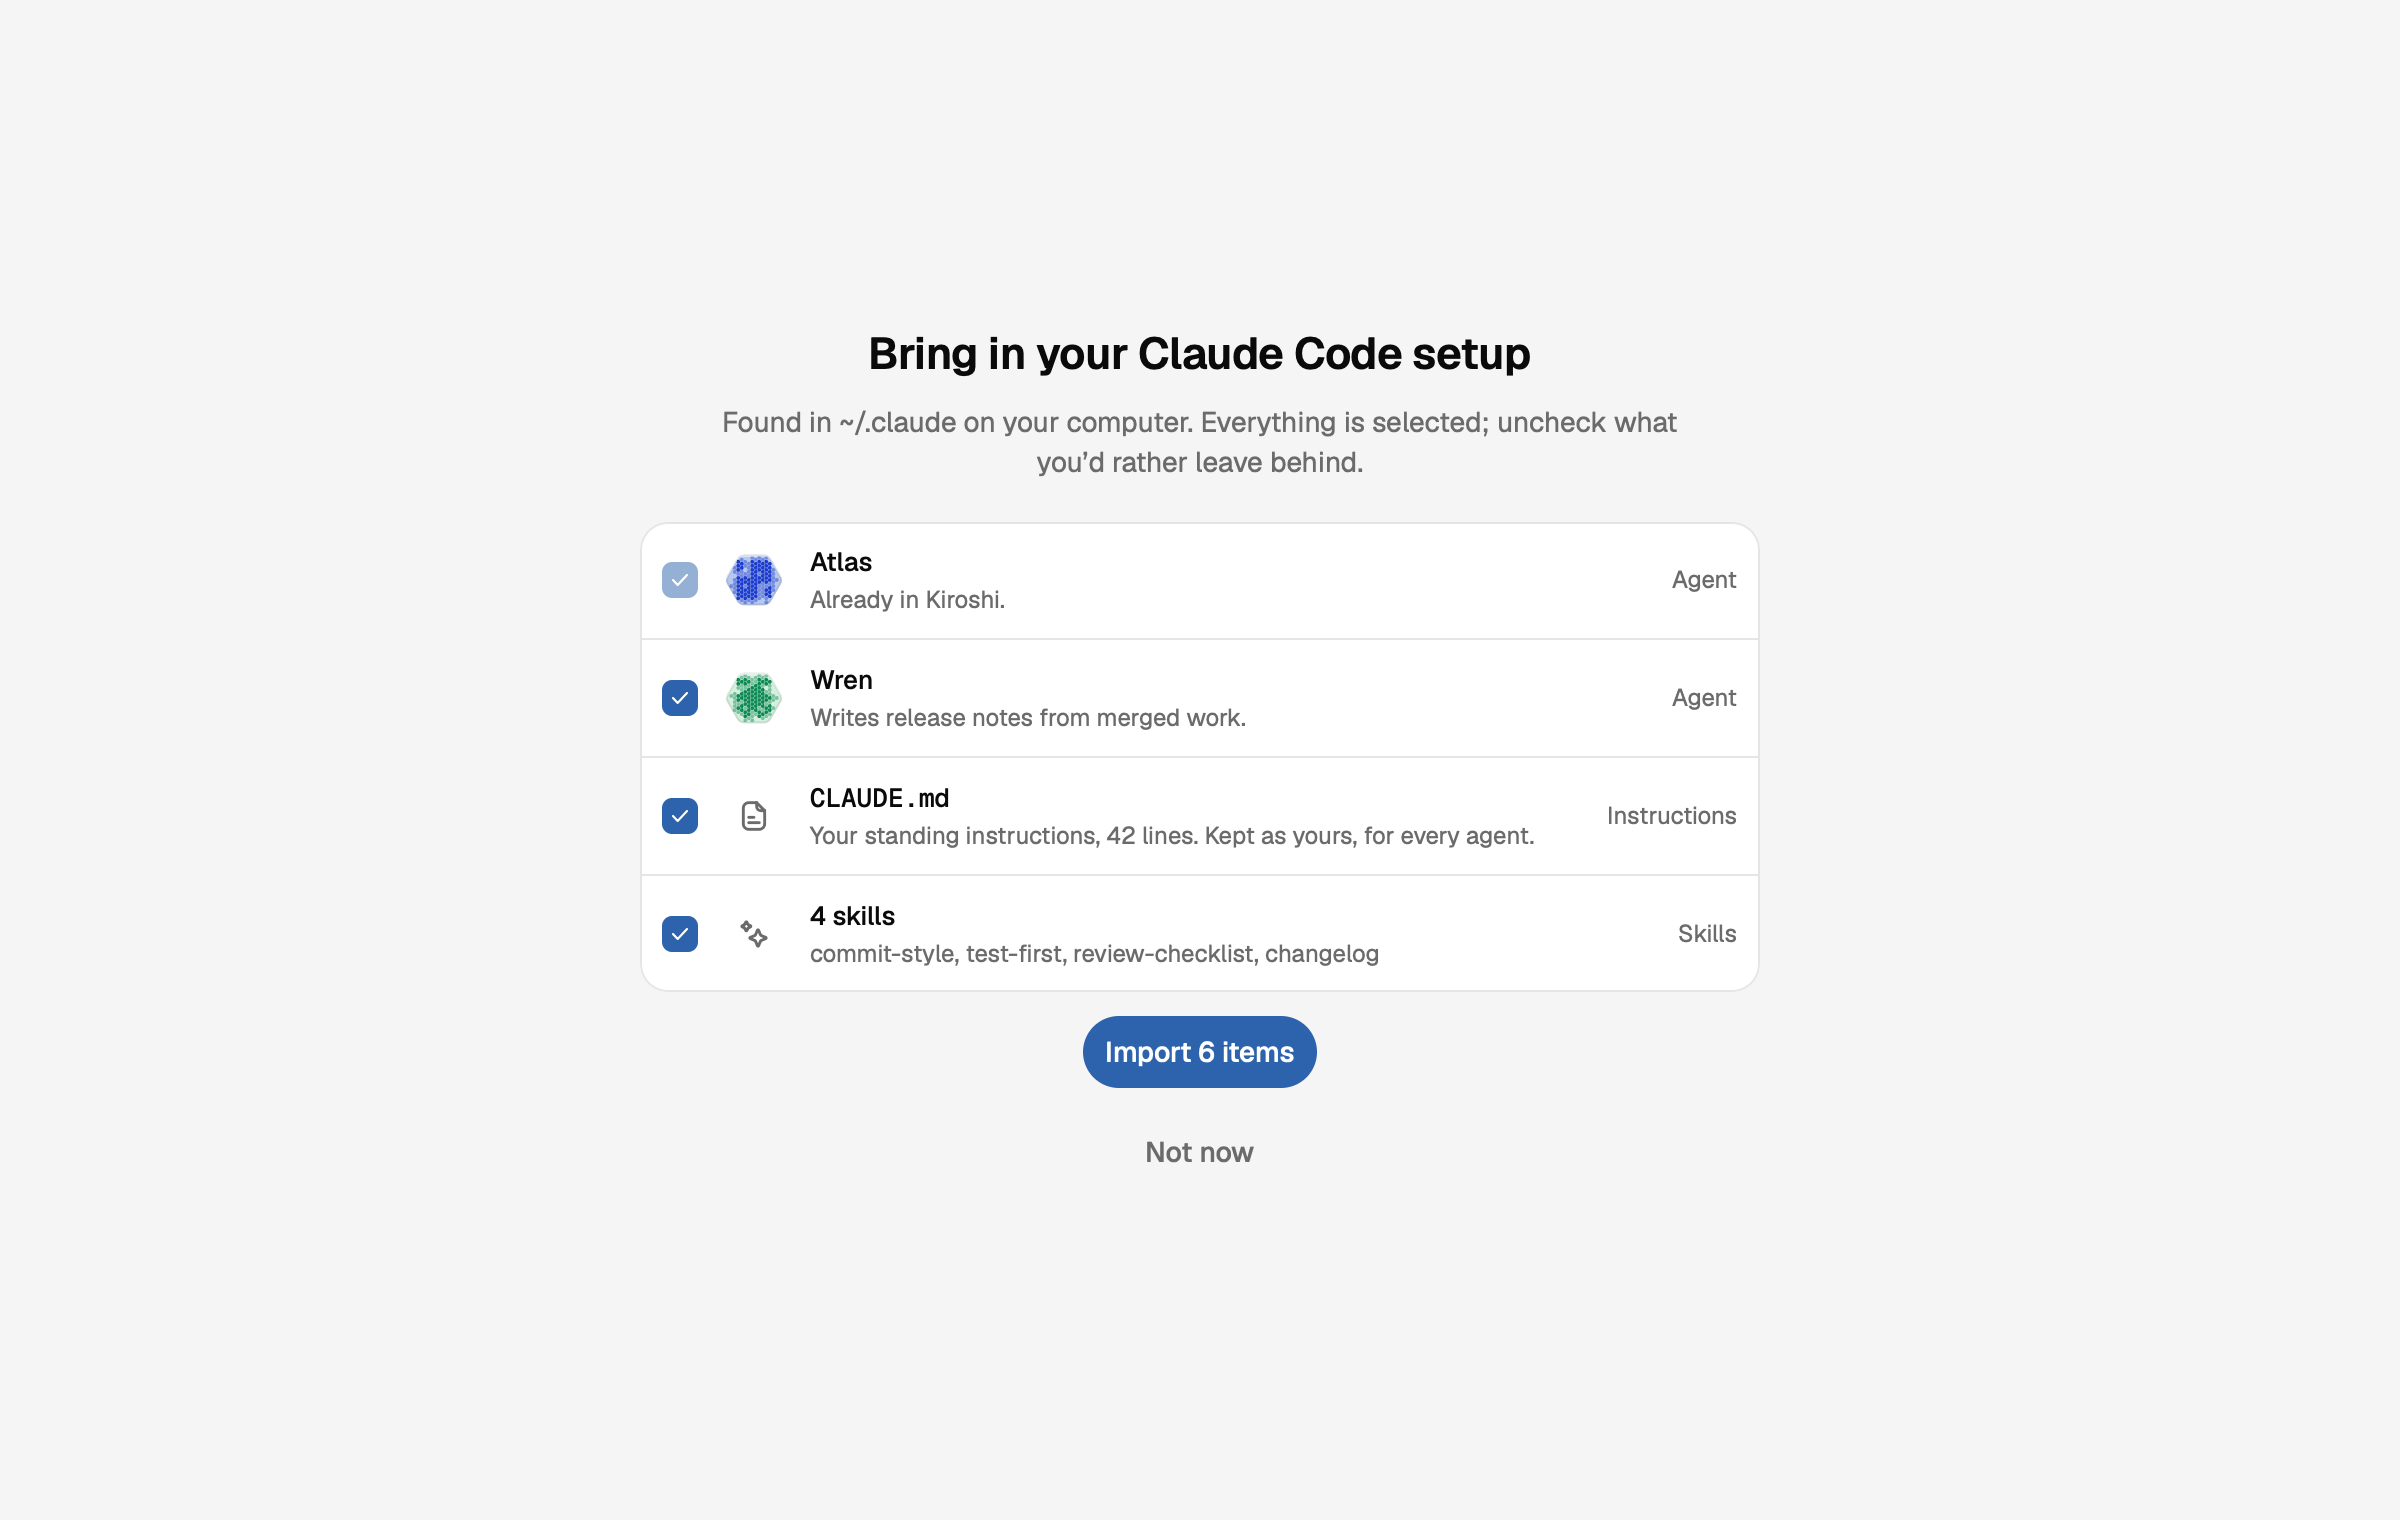 Bring in your Claude Code setup
Found in ~/.claude on your computer. Everything is selected; uncheck what
you’d rather leave behind.
Atlas
Already in Kiroshi.
Agent
Wren
Writes release notes from merged work.
Agent
CLAUDE.md
Your standing instructions, 42 lines. Kept as yours, for every agent.
Instructions
4 skills
commit-style, test-first, review-checklist, changelog
Skills
Import 6 items
Not now